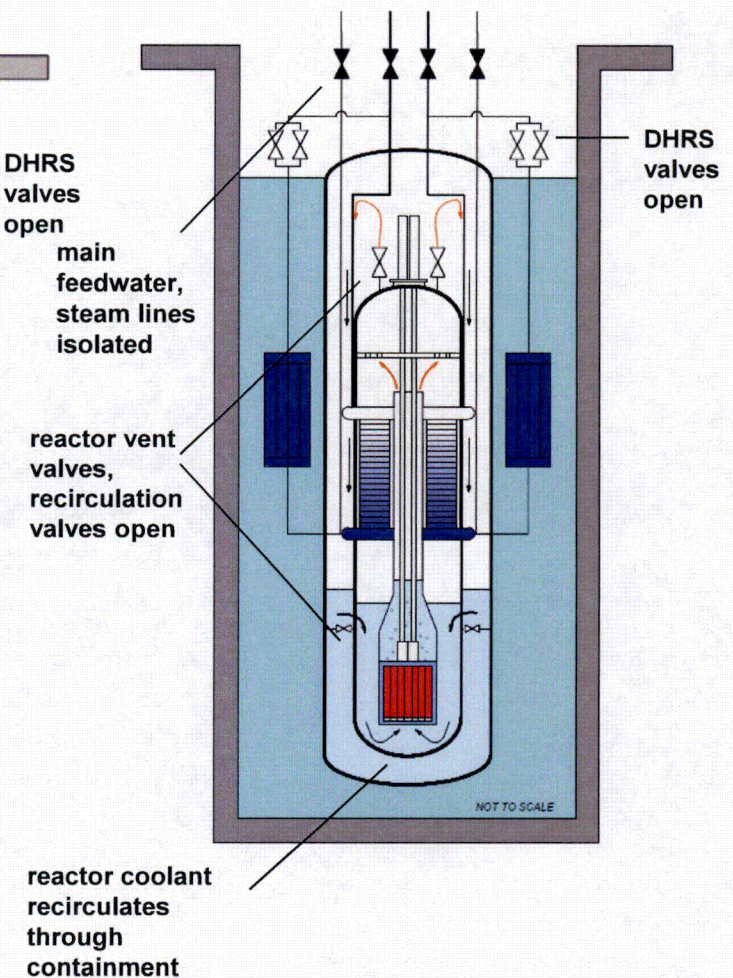 DHRS
valves
open
main
feedwater,
steam lines
isolated
DHRS
valves
open
reactor vent
valves,
recirculation
valves open
NOT TO SCALE
reactor coolant
recirculates
through
containment